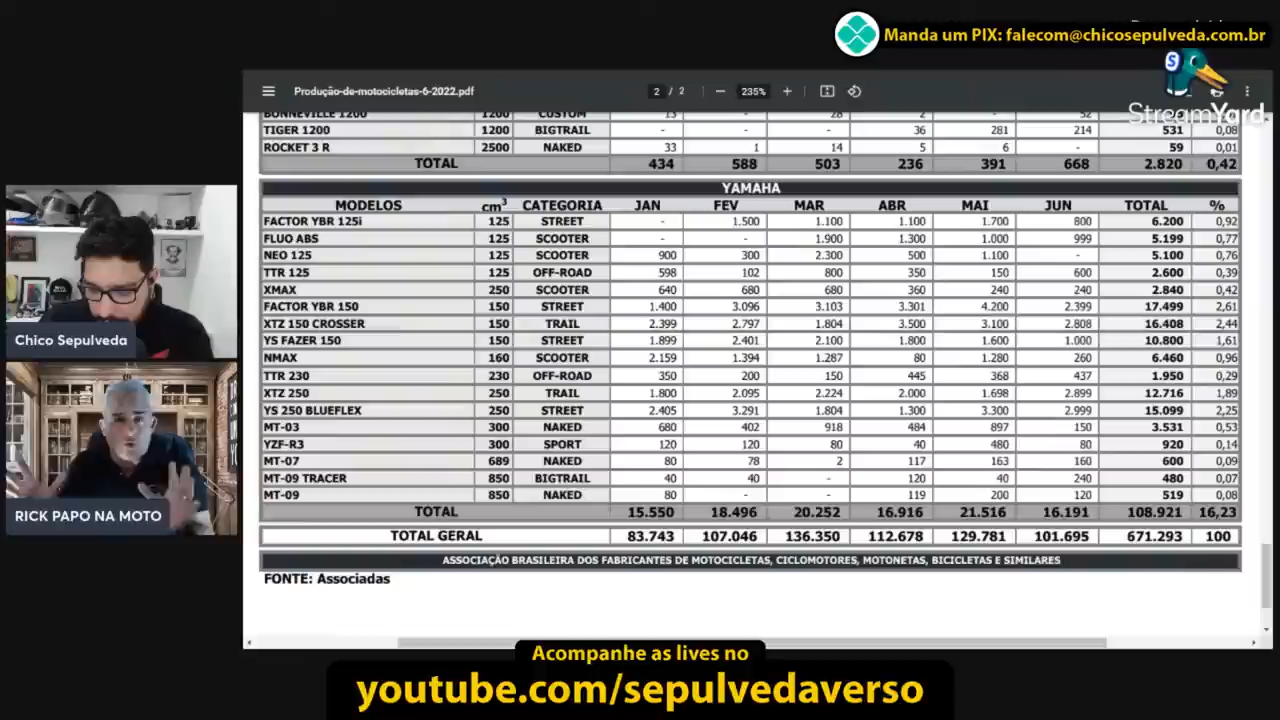 Manda um PIX: falecom@chicosepulveda.com.br
S
StreamYard
Produção-de-motocicletas-6-2022.pdf 2 / 2 235%
BONNEVILLE 1200 1200 CUSTOM 13 - 28 2 - 52
TIGER 1200 1200 BIGTRAIL - - - 36 281 214 531 0,08
ROCKET 3 R 2500 NAKED 33 1 14 5 6 - 59 0,01
TOTAL 434 588 503 236 391 668 2.820 0,42
YAMAHA
MODELOS cm³ CATEGORIA JAN FEV MAR ABR MAI JUN TOTAL %
FACTOR YBR 125i 125 STREET - 1.500 1.100 1.100 1.700 800 6.200 0,92
FLUO ABS 125 SCOOTER - - 1.900 1.300 1.000 999 5.199 0,77
NEO 125 125 SCOOTER 900 300 2.300 500 1.100 - 5.100 0,76
TTR 125 125 OFF-ROAD 598 102 800 350 150 600 2.600 0,39
XMAX 250 SCOOTER 640 680 680 360 240 240 2.840 0,42
FACTOR YBR 150 150 STREET 1.400 3.096 3.103 3.301 4.200 2.399 17.499 2,61
XTZ 150 CROSSER 150 TRAIL 2.399 2.797 1.804 3.500 3.100 2.808 16.408 2,44
YS FAZER 150 150 STREET 1.899 2.401 2.100 1.800 1.600 1.000 10.800 1,61
NMAX 160 SCOOTER 2.159 1.394 1.287 80 1.280 260 6.460 0,96
TTR 230 230 OFF-ROAD 350 200 150 445 368 437 1.950 0,29
XTZ 250 250 TRAIL 1.800 2.095 2.224 2.000 1.698 2.899 12.716 1,89
YS 250 BLUEFLEX 250 STREET 2.405 3.291 1.804 1.300 3.300 2.999 15.099 2,25
MT-03 300 NAKED 680 402 918 484 897 150 3.531 0,53
YZF-R3 300 SPORT 120 120 80 40 480 80 920 0,14
MT-07 689 NAKED 80 78 2 117 163 160 600 0,09
MT-09 TRACER 850 BIGTRAIL 40 40 - 120 40 240 480 0,07
MT-09 850 NAKED 80 - - 119 200 120 519 0,08
TOTAL 15.550 18.496 20.252 16.916 21.516 16.191 108.921 16,23
TOTAL GERAL 83.743 107.046 136.350 112.678 129.781 101.695 671.293 100
ASSOCIAÇÃO BRASILEIRA DOS FABRICANTES DE MOTOCICLETAS, CICLOMOTORES, MOTONETAS, BICICLETAS E SIMILARES
FONTE: Associadas
Chico Sepulveda
RICK PAPO NA MOTO
Acompanhe as lives no
youtube.com/sepulvedaverso